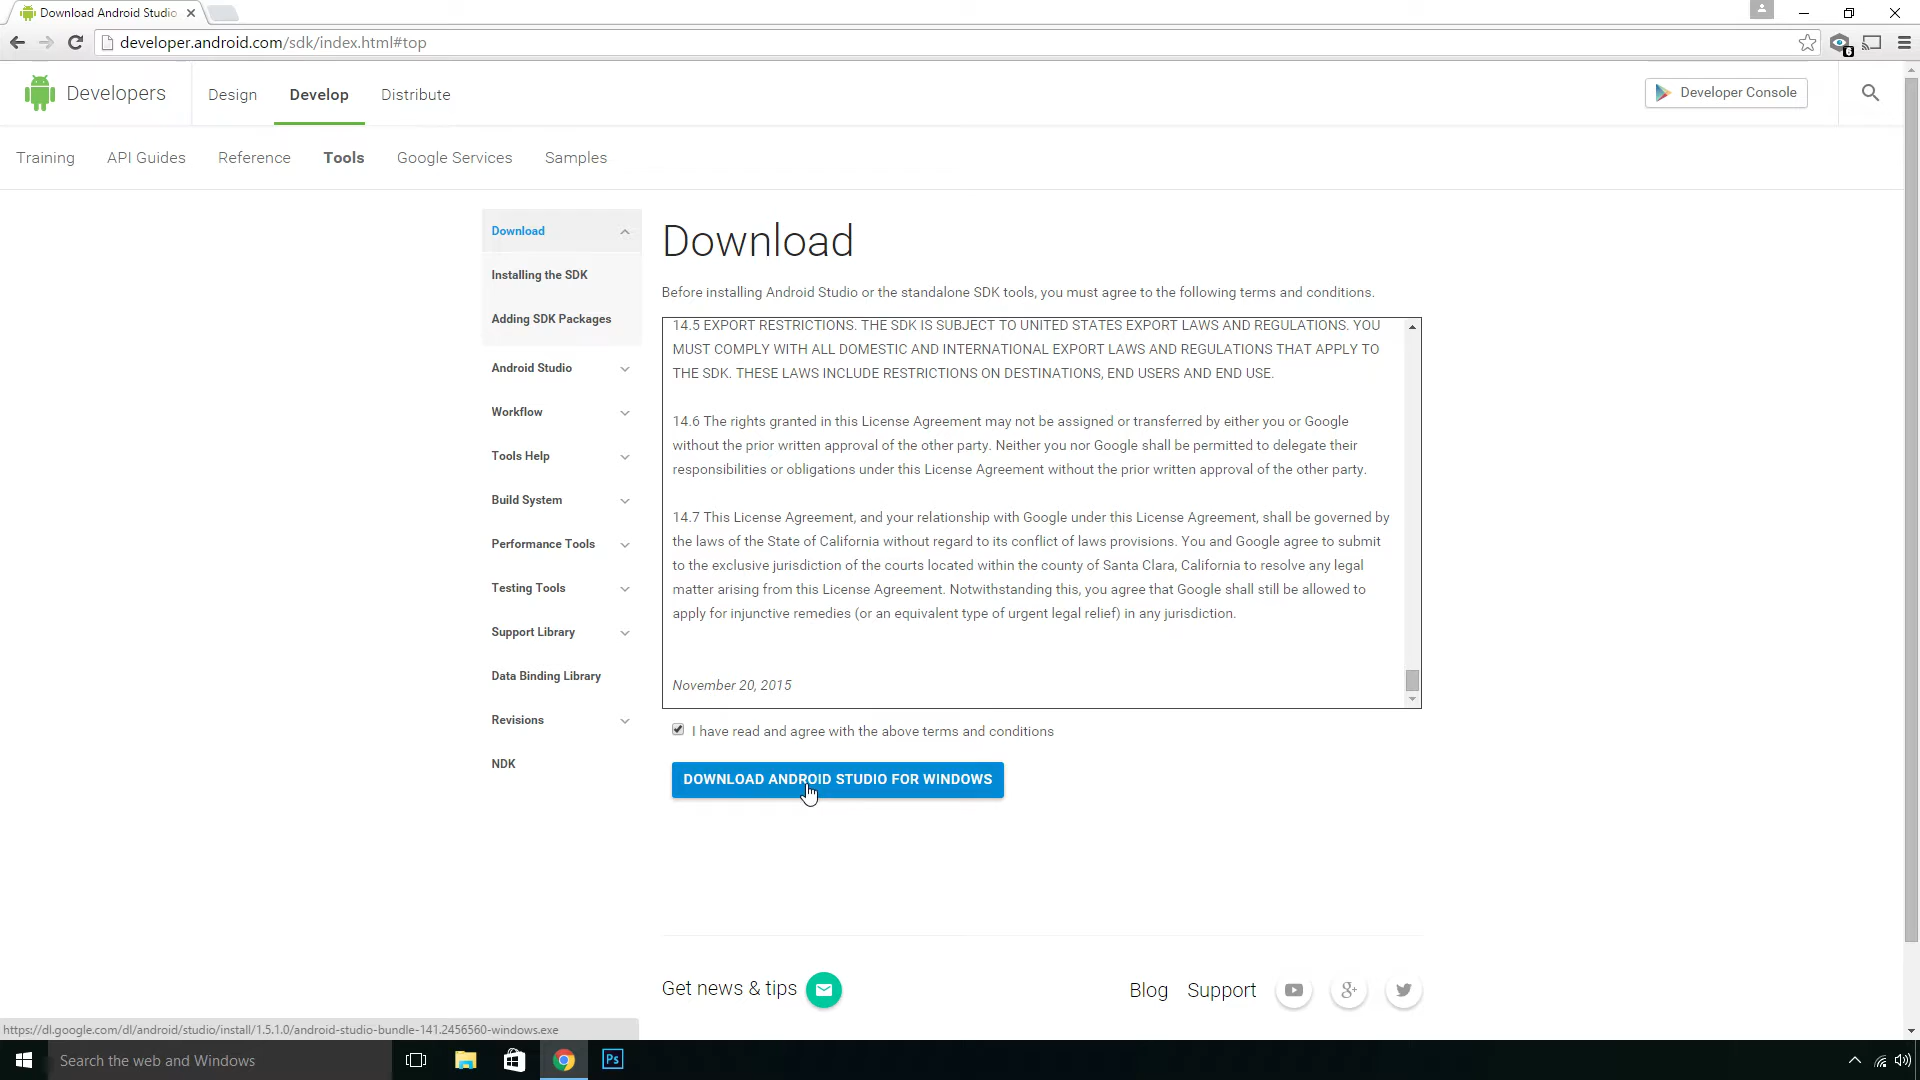 Download Android Studio
developer.android.com/sdk/index.html#top
6
Developers
Design
Develop
Distribute
Developer Console
Training
API Guides
Reference
Tools
Google Services
Samples
Download
Installing the SDK
Adding SDK Packages
Android Studio
Workflow
Tools Help
Build System
Performance Tools
Testing Tools
Support Library
Data Binding Library
Revisions
NDK
Download
Before installing Android Studio or the standalone SDK tools, you must agree to the following terms and conditions.
14.5 EXPORT RESTRICTIONS. THE SDK IS SUBJECT TO UNITED STATES EXPORT LAWS AND REGULATIONS. YOU
MUST COMPLY WITH ALL DOMESTIC AND INTERNATIONAL EXPORT LAWS AND REGULATIONS THAT APPLY TO
THE SDK. THESE LAWS INCLUDE RESTRICTIONS ON DESTINATIONS, END USERS AND END USE.
14.6 The rights granted in this License Agreement may not be assigned or transferred by either you or Google
without the prior written approval of the other party. Neither you nor Google shall be permitted to delegate their
responsibilities or obligations under this License Agreement without the prior written approval of the other party.
14.7 This License Agreement, and your relationship with Google under this License Agreement, shall be governed by
the laws of the State of California without regard to its conflict of laws provisions. You and Google agree to submit
to the exclusive jurisdiction of the courts located within the county of Santa Clara, California to resolve any legal
matter arising from this License Agreement. Notwithstanding this, you agree that Google shall still be allowed to
apply for injunctive remedies (or an equivalent type of urgent legal relief) in any jurisdiction.
November 20, 2015
I have read and agree with the above terms and conditions
DOWNLOAD ANDROID STUDIO FOR WINDOWS
Get news & tips
Blog
Support
g+
https://dl.google.com/dl/android/studio/install/1.5.1.0/android-studio-bundle-141.2456560-windows.exe
Search the web and Windows
Ps